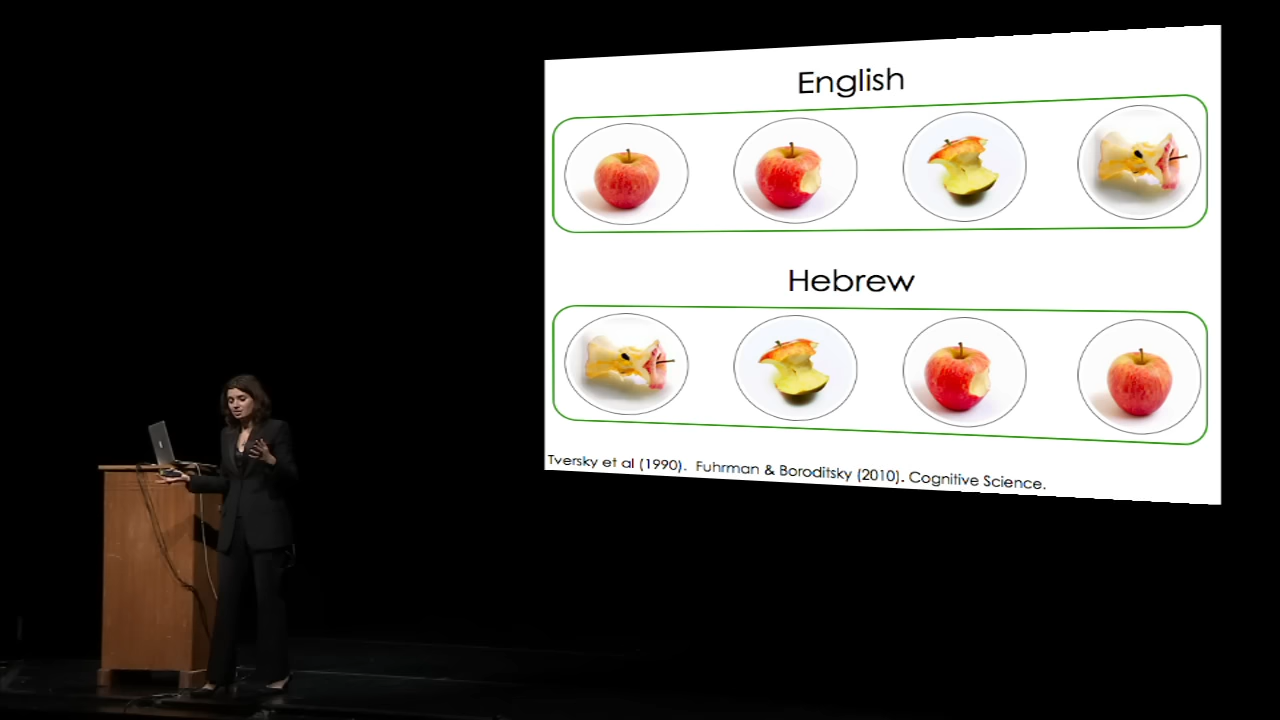 English
Hebrew
Tversky et al (1990).  Fuhrman & Boroditsky (2010). Cognitive Science.